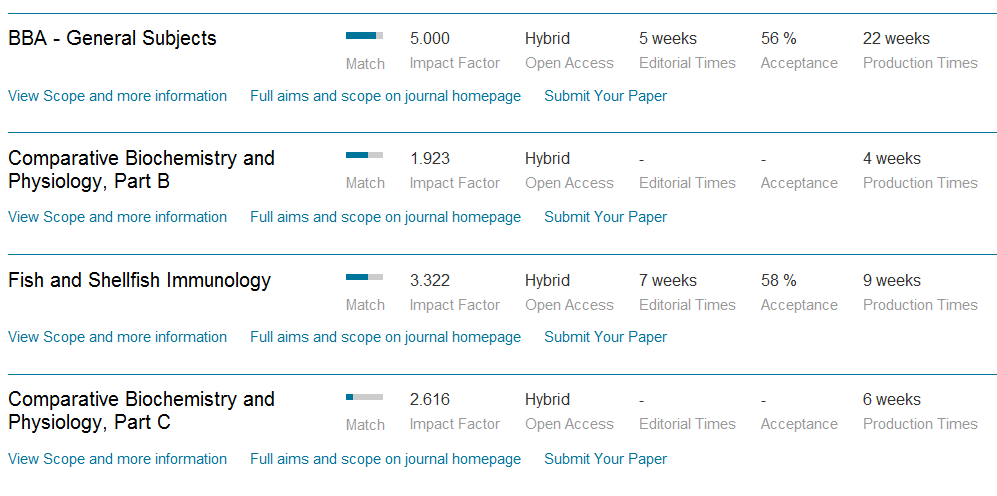 BBA - General Subjects 5.000 Hybrid 5 weeks 56 % 22 weeks
Match Impact Factor Open Access Editorial Times Acceptance Production Times
View Scope and more information Full aims and scope on journal homepage Submit Your Paper
Comparative Biochemistry and 1.923 Hybrid - - 4 weeks
Physiology, Part B Match Impact Factor Open Access Editorial Times Acceptance Production Times
View Scope and more information Full aims and scope on journal homepage Submit Your Paper
Fish and Shellfish Immunology 3.322 Hybrid 7 weeks 58 % 9 weeks
Match Impact Factor Open Access Editorial Times Acceptance Production Times
View Scope and more information Full aims and scope on journal homepage Submit Your Paper
Comparative Biochemistry and 2.616 Hybrid - - 6 weeks
Physiology, Part C Match Impact Factor Open Access Editorial Times Acceptance Production Times
View Scope and more information Full aims and scope on journal homepage Submit Your Paper